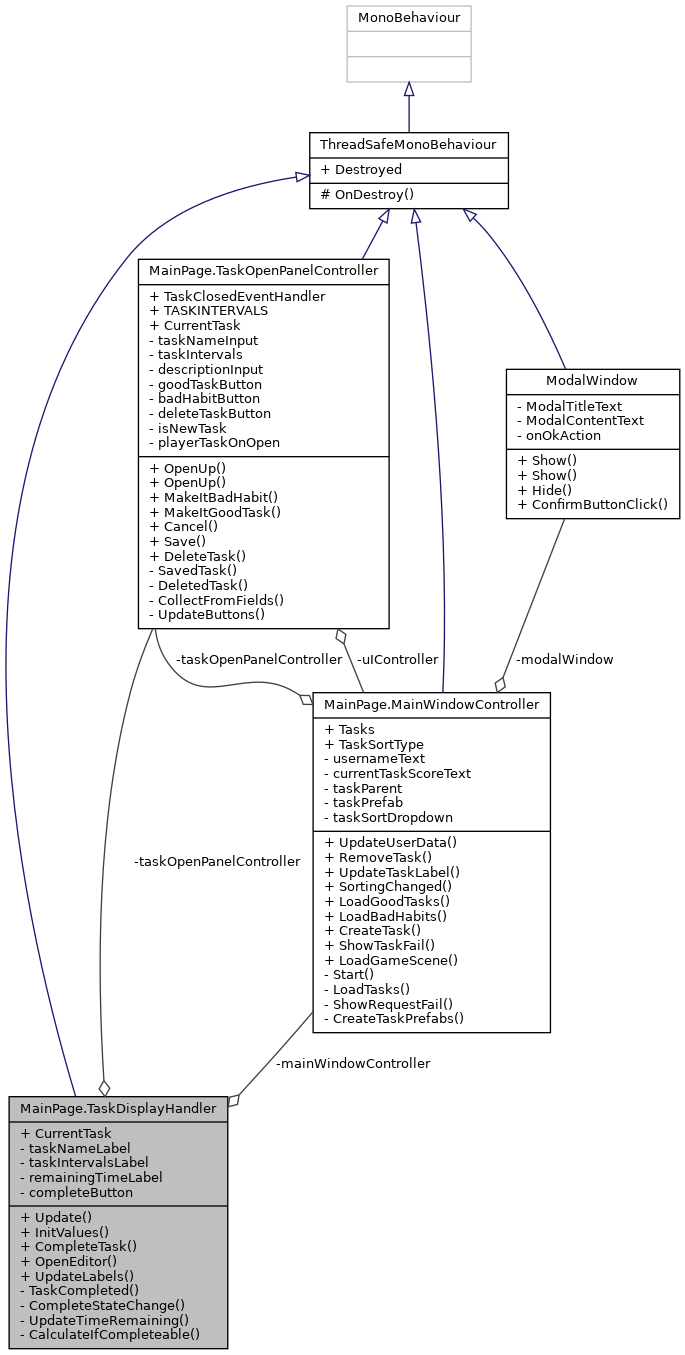 MonoBehaviour
ThreadSafeMonoBehaviour
+ Destroyed
# OnDestroy()
MainPage.TaskOpenPanelController
+ TaskClosedEventHandler
+ TASKINTERVALS
+ CurrentTask
- taskNameInput
- taskIntervals
- descriptionInput
- goodTaskButton
- badHabitButton
- deleteTaskButton
- isNewTask
- playerTaskOnOpen
+ OpenUp()
+ OpenUp()
+ MakeItBadHabit()
+ MakeItGoodTask()
+ Cancel()
+ Save()
+ DeleteTask()
- SavedTask()
- DeletedTask()
- CollectFromFields()
- UpdateButtons()
ModalWindow
- ModalTitleText
- ModalContentText
- onOkAction
+ Show()
+ Show()
+ Hide()
+ ConfirmButtonClick()
-taskOpenPanelController
-uIController
-modalWindow
MainPage.MainWindowController
+ Tasks
+ TaskSortType
- usernameText
- currentTaskScoreText
- taskParent
- taskPrefab
- taskSortDropdown
+ UpdateUserData()
+ RemoveTask()
+ UpdateTaskLabel()
+ SortingChanged()
+ LoadGoodTasks()
+ LoadBadHabits()
+ CreateTask()
+ ShowTaskFail()
+ LoadGameScene()
- Start()
- LoadTasks()
- ShowRequestFail()
- CreateTaskPrefabs()
-taskOpenPanelController
-mainWindowController
MainPage.TaskDisplayHandler
+ CurrentTask
- taskNameLabel
- taskIntervalsLabel
- remainingTimeLabel
- completeButton
+ Update()
+ InitValues()
+ CompleteTask()
+ OpenEditor()
+ UpdateLabels()
- TaskCompleted()
- CompleteStateChange()
- UpdateTimeRemaining()
- CalculateIfCompleteable()